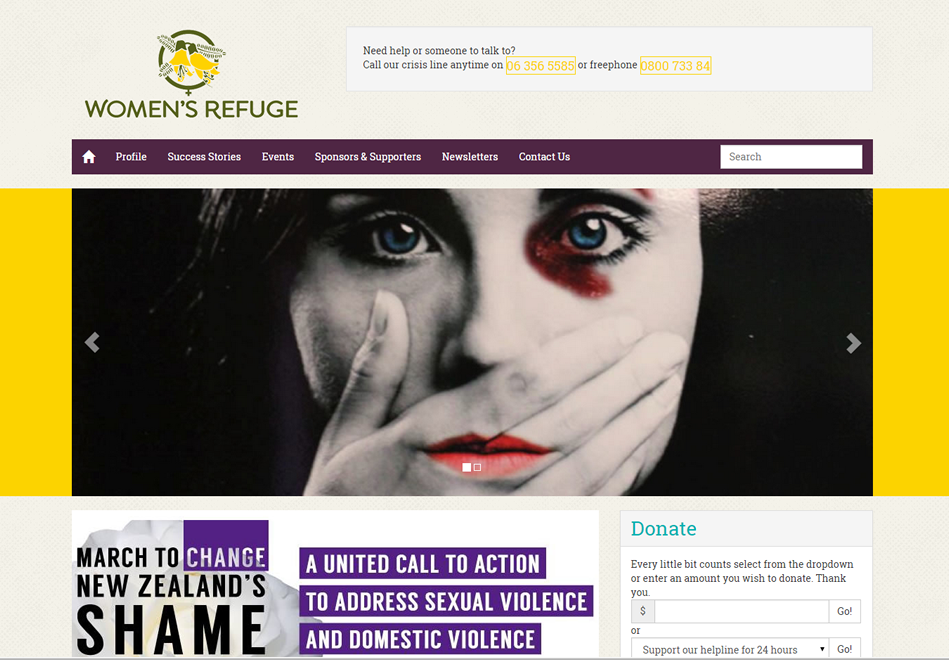 WOMEN'S REFUGE
Need help or someone to talk to?
Call our crisis line anytime on 06 356 5585 or freephone 0800 733 84
Profile Success Stories Events Sponsors & Supporters Newsletters Contact Us Search
MARCH TO CHANGE
NEW ZEALAND'S
SHAME
A UNITED CALL TO ACTION
TO ADDRESS SEXUAL VIOLENCE
AND DOMESTIC VIOLENCE
Donate
Every little bit counts select from the dropdown
or enter an amount you wish to donate. Thank
you.
$ Go!
or
Support our helpline for 24 hours Go!